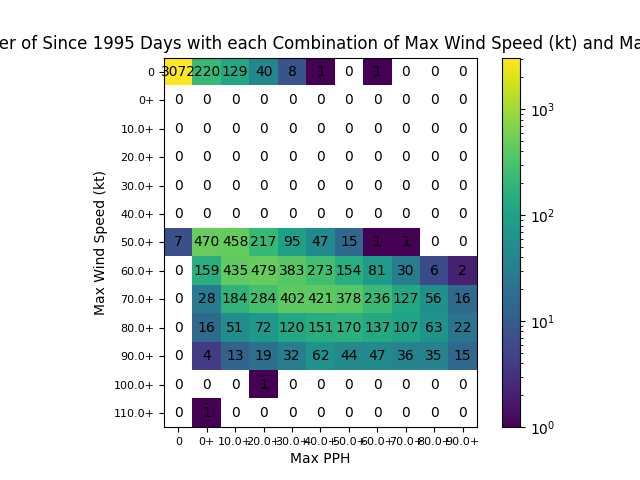 er of Since 1995 Days with each Combination of Max Wind Speed (kt) and Ma
0 3072 220 129 40 8 1 0 1 0 0 0
0+ 0 0 0 0 0 0 0 0 0 0 0
10.0+ 0 0 0 0 0 0 0 0 0 0 0
20.0+ 0 0 0 0 0 0 0 0 0 0 0
30.0+ 0 0 0 0 0 0 0 0 0 0 0
40.0+ 0 0 0 0 0 0 0 0 0 0 0
50.0+ 7 470 458 217 95 47 15 1 1 0 0
60.0+ 0 159 435 479 383 273 154 81 30 6 2
70.0+ 0 28 184 284 402 421 378 236 127 56 16
80.0+ 0 16 51 72 120 151 170 137 107 63 22
90.0+ 0 4 13 19 32 62 44 47 36 35 15
100.0+ 0 0 0 1 0 0 0 0 0 0 0
110.0+ 0 1 0 0 0 0 0 0 0 0 0
0 0+ 10.0+ 20.0+ 30.0+ 40.0+ 50.0+ 60.0+ 70.0+ 80.0+ 90.0+
Max PPH
Max Wind Speed (kt)
10³
10²
10¹
10⁰